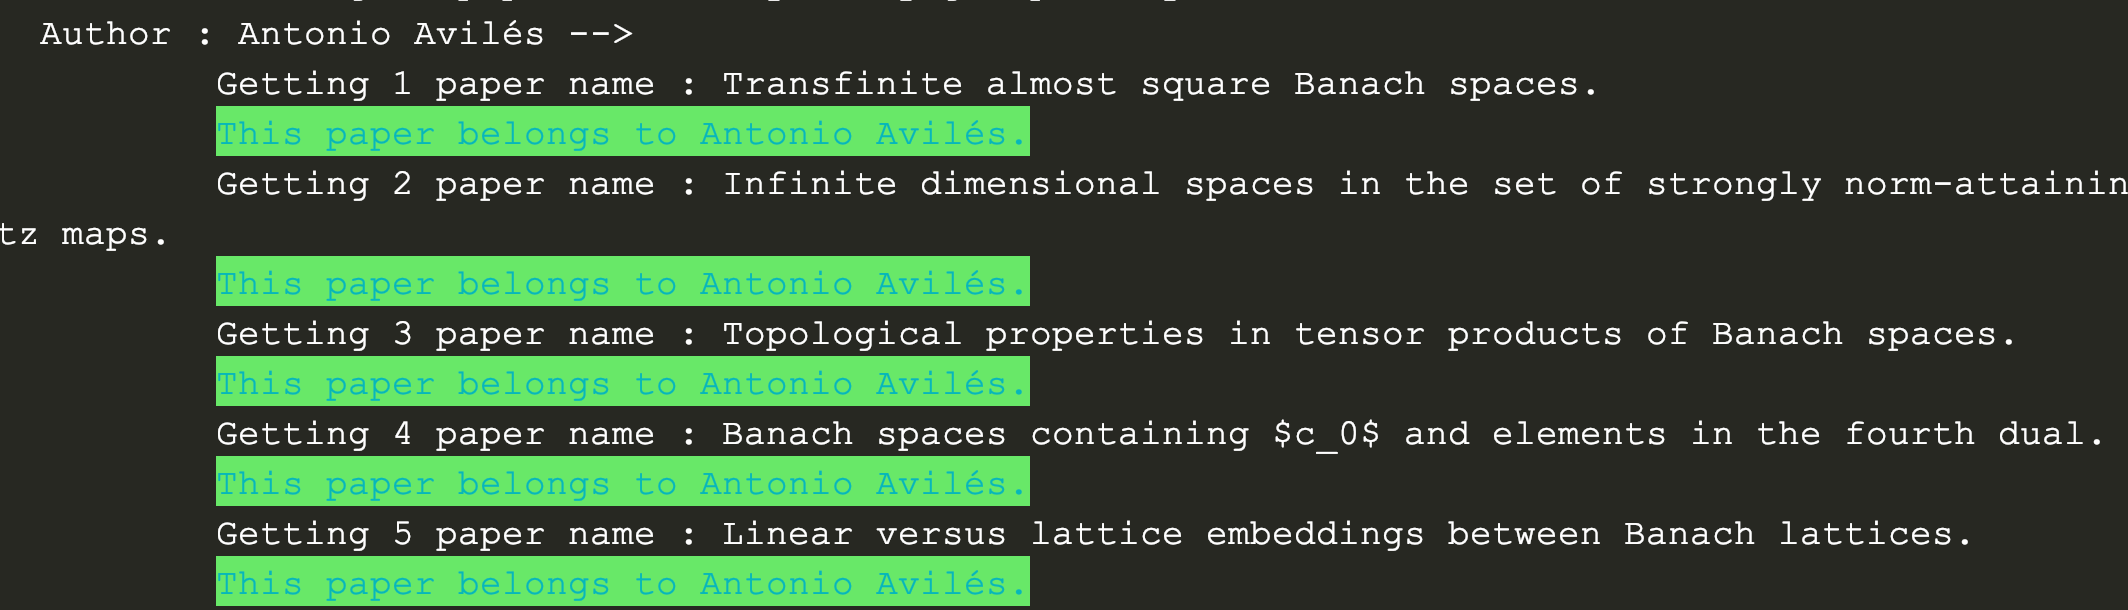 Author : Antonio Avilés -->
Getting 1 paper name : Transfinite almost square Banach spaces.
This paper belongs to Antonio Avilés.
Getting 2 paper name : Infinite dimensional spaces in the set of strongly norm-attainin
tz maps.
This paper belongs to Antonio Avilés.
Getting 3 paper name : Topological properties in tensor products of Banach spaces.
This paper belongs to Antonio Avilés.
Getting 4 paper name : Banach spaces containing $c_0$ and elements in the fourth dual.
This paper belongs to Antonio Avilés.
Getting 5 paper name : Linear versus lattice embeddings between Banach lattices.
This paper belongs to Antonio Avilés.